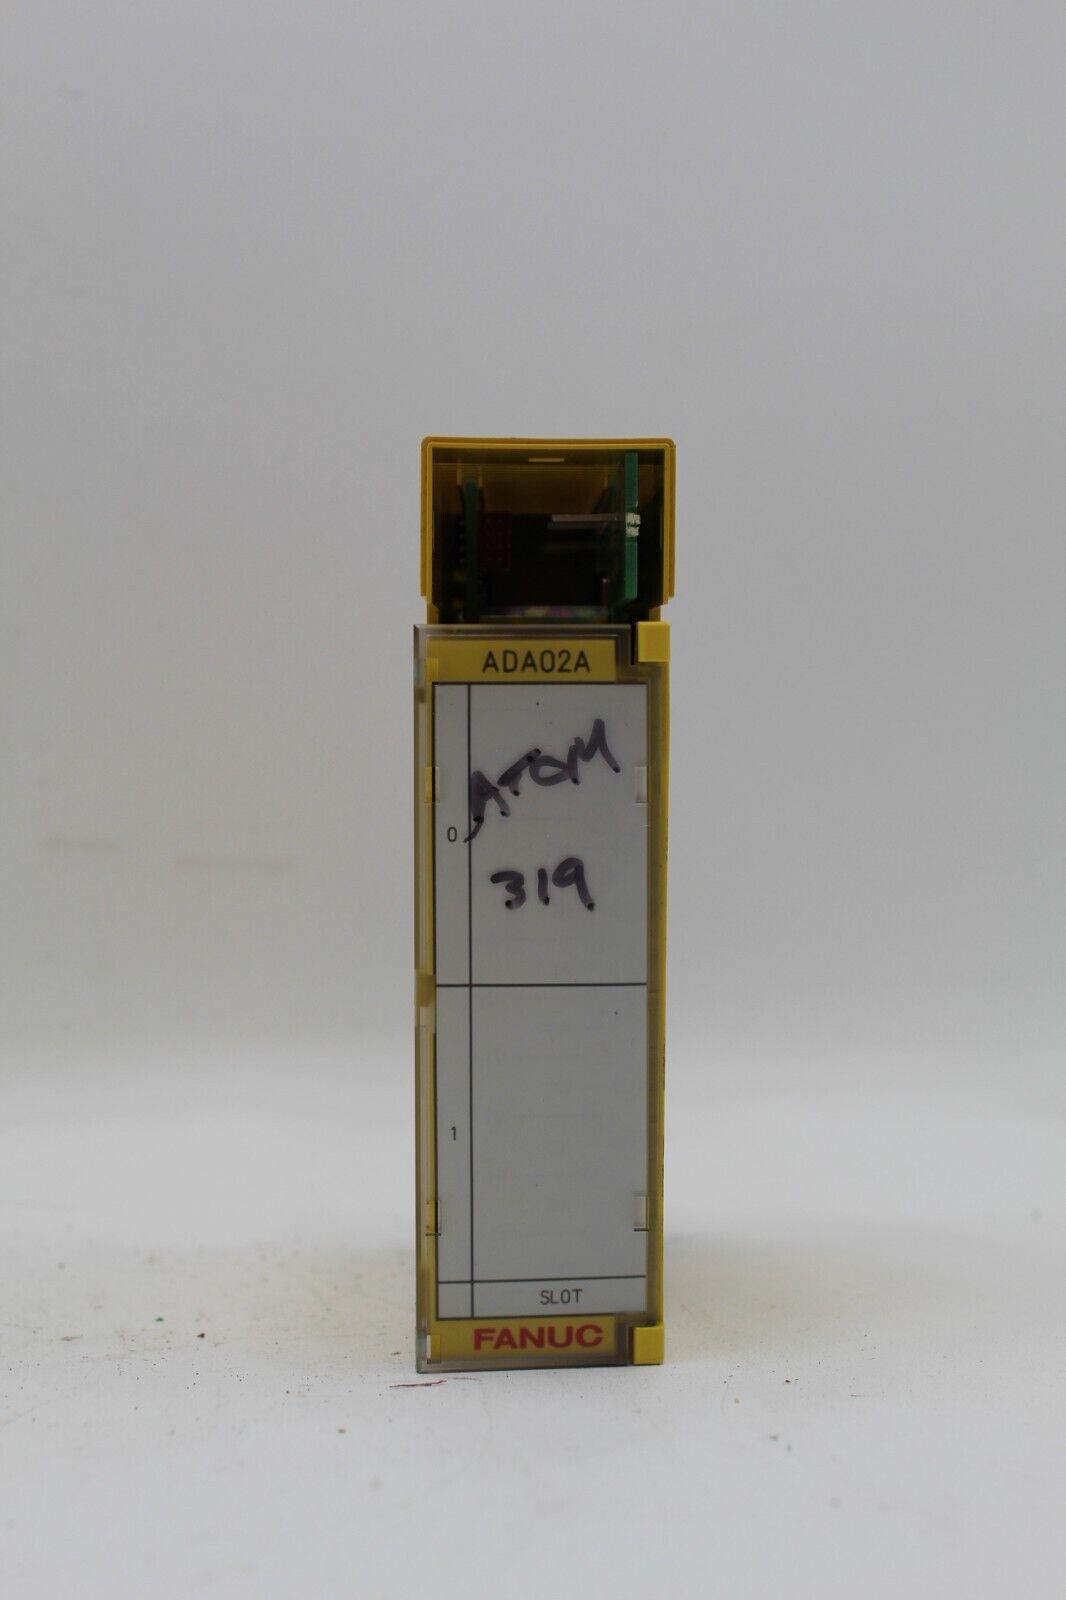 ADA02A
ATOM
0
319
1
SLOT
FANUC